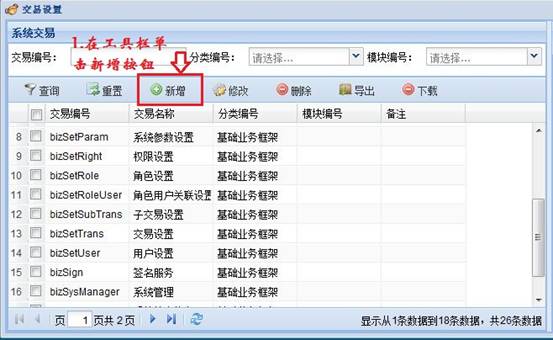 交易设置
系统交易
交易编号: 分类编号: 请选择... 模块编号: 请选择...
1.在工具栏单
击新增按钮
查询 重置 新增 修改 删除 导出 下载
交易编号 交易名称 分类编号 模块编号 备注
8 bizSetParam 系统参数设置 基础业务框架
9 bizSetRight 权限设置 基础业务框架
10 bizSetRole 角色设置 基础业务框架
11 bizSetRoleUser 角色用户关联设置 基础业务框架
12 bizSetSubTrans 子交易设置 基础业务框架
13 bizSetTrans 交易设置 基础业务框架
14 bizSetUser 用户设置 基础业务框架
15 bizSign 签名服务 基础业务框架
16 bizSysManager 系统管理 基础业务框架
页 1 页共 2 页 显示从1条数据到18条数据，共26条数据